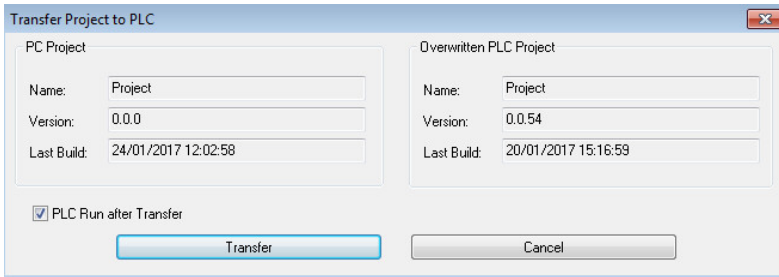 Transfer Project to PLC
PC Project
Name: Project
Version: 0.0.0
Last Build: 24/01/2017 12:02:58
Overwritten PLC Project
Name: Project
Version: 0.0.54
Last Build: 20/01/2017 15:16:59
PLC Run after Transfer
Transfer
Cancel